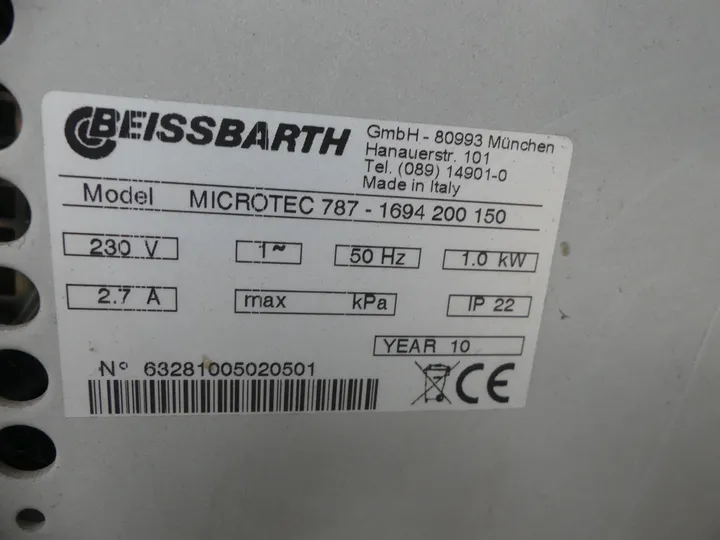 BEISSBARTH
GmbH - 80993 München
Hanauerstr. 101
Tel. (089) 14901-0
Made in Italy
Model MICROTEC 787 - 1694 200 150
230 V 1~ 50 Hz 1.0 kW
2.7 A max kPa IP 22
YEAR 10
N° 63281005020501
CE